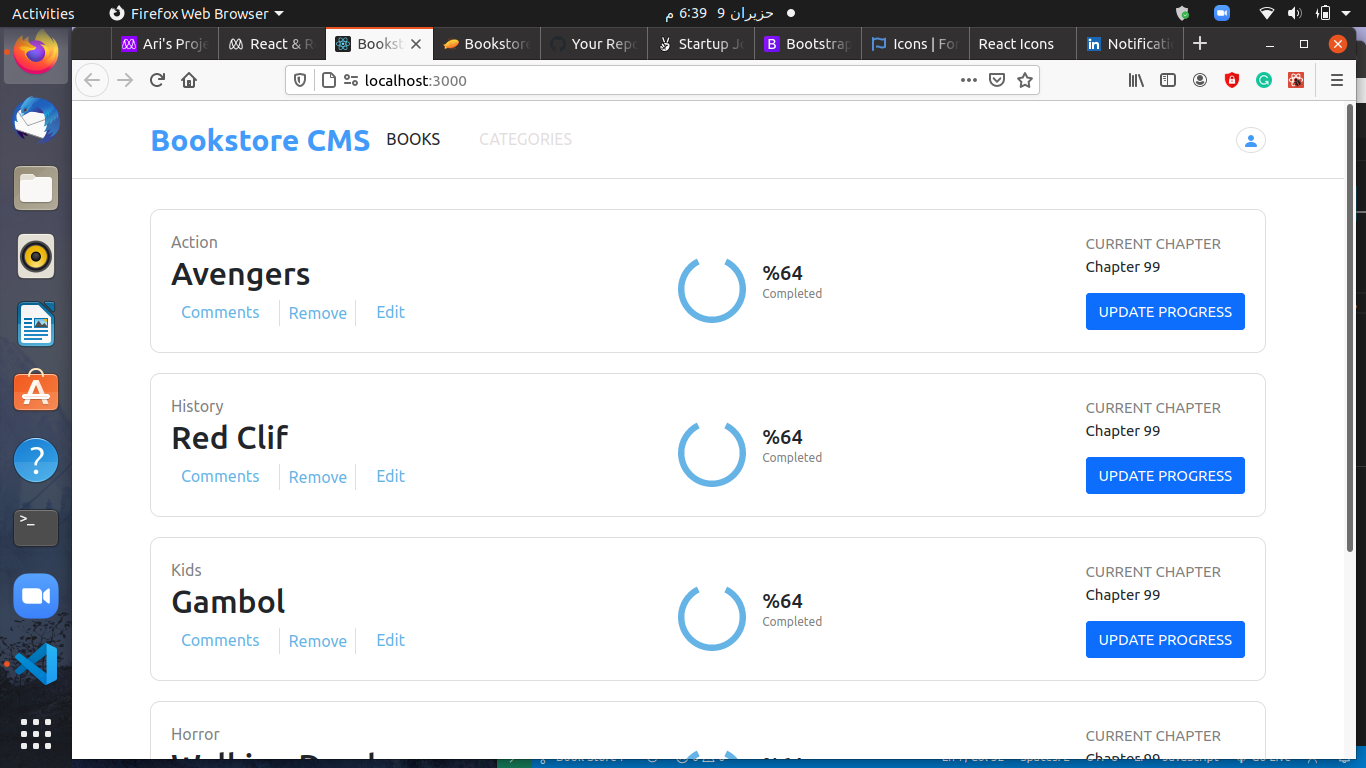 Activities
Firefox Web Browser
حزيران 9 6:39 م
Ari's Proje
React & R
Bookst
Bookstore
Your Repo
Startup Jo
Bootstrap
Icons | Fon
React Icons
Notificatio
localhost:3000
Bookstore CMS
BOOKS
CATEGORIES
Action
Avengers
Comments
Remove
Edit
%64
Completed
CURRENT CHAPTER
Chapter 99
UPDATE PROGRESS
History
Red Clif
Comments
Remove
Edit
%64
Completed
CURRENT CHAPTER
Chapter 99
UPDATE PROGRESS
Kids
Gambol
Comments
Remove
Edit
%64
Completed
CURRENT CHAPTER
Chapter 99
UPDATE PROGRESS
Horror
CURRENT CHAPTER
Chapter 99